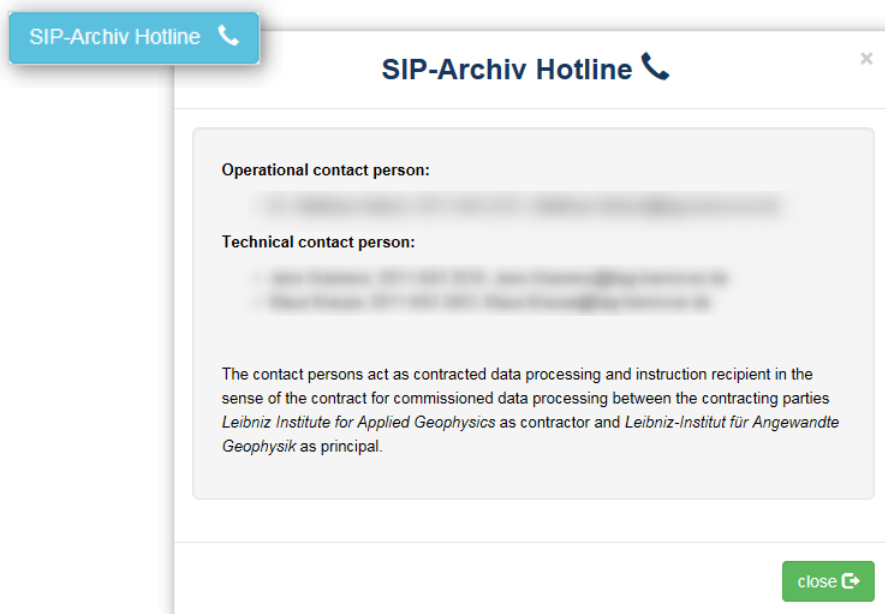 SIP-Archiv Hotline
SIP-Archiv Hotline
×
Operational contact person:
Technical contact person:
The contact persons act as contracted data processing and instruction recipient in the
sense of the contract for commissioned data processing between the contracting parties
Leibniz Institute for Applied Geophysics as contractor and Leibniz-Institut für Angewandte
Geophysik as principal.
close